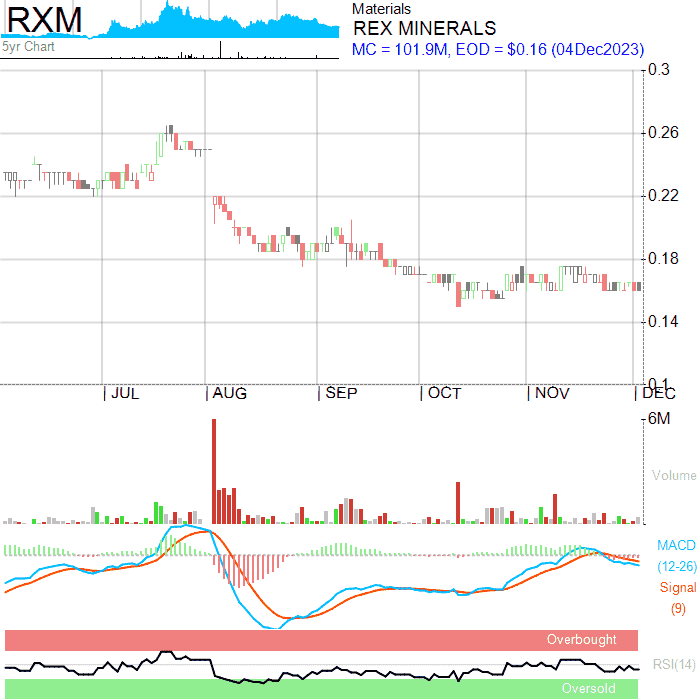 RXM
5yr Chart
Materials
REX MINERALS
MC = 101.9M, EOD = $0.16 (04Dec2023)
0.3
0.26
0.22
0.18
0.14
0.1
JUL AUG SEP OCT NOV DEC
6M
Volume
MACD
(12-26)
Signal
(9)
Overbought
RSI(14)
Oversold